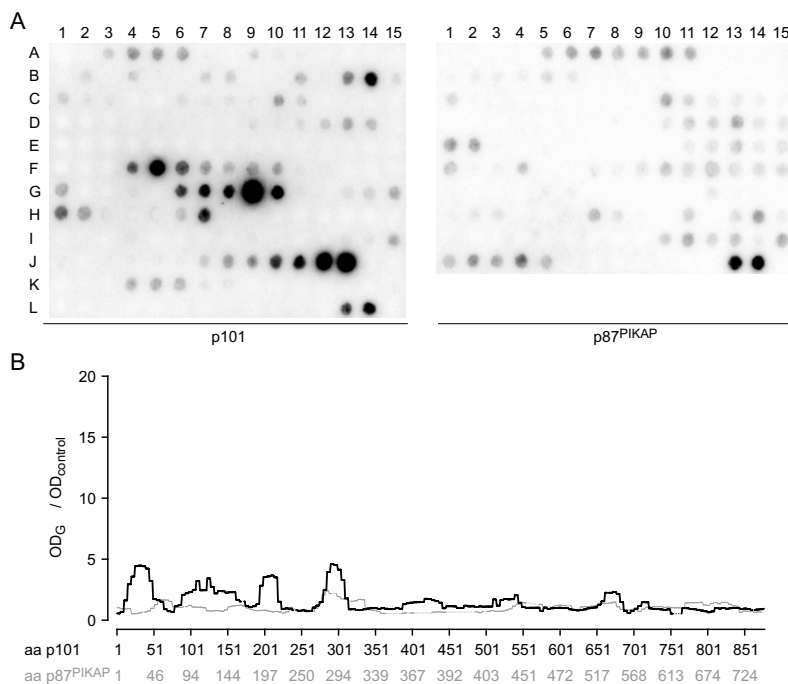 A
1 2 3 4 5 6 7 8 9 10 11 12 13 14 15 1 2 3 4 5 6 7 8 9 10 11 12 13 14 15
A
B
C
D
E
F
G
H
I
J
K
L
p101 p87PIKAP
B
20
15
10
5
0
ODG / ODcontrol
aa p101 1 51 101 151 201 251 301 351 401 451 501 551 601 651 701 751 801 851
aa p87PIKAP 1 46 94 144 197 250 294 339 367 392 403 451 472 517 568 613 674 724